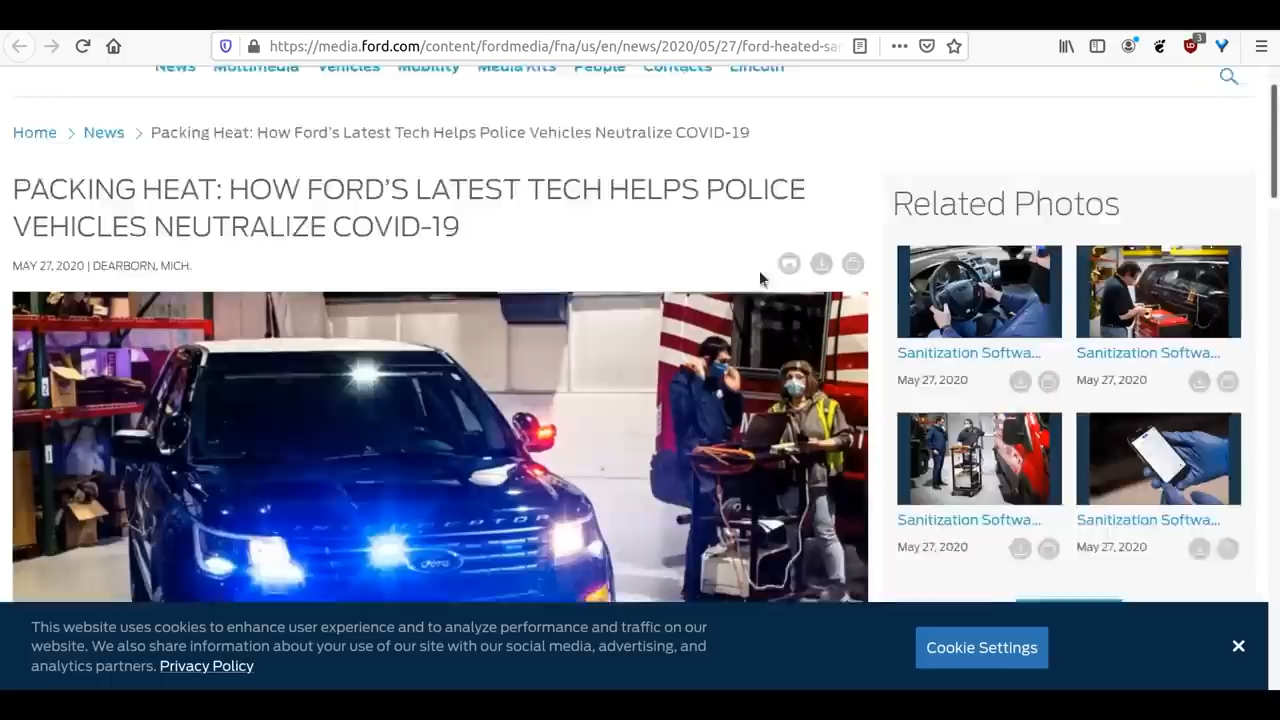 https://media.ford.com/content/fordmedia/fna/us/en/news/2020/05/27/ford-heated-sa
3
News Multimedia Vehicles Mobility Media Kits People Contacts Lincoln
Home > News > Packing Heat: How Ford's Latest Tech Helps Police Vehicles Neutralize COVID-19
PACKING HEAT: HOW FORD'S LATEST TECH HELPS POLICE
VEHICLES NEUTRALIZE COVID-19
MAY 27, 2020 | DEARBORN, MICH.
INTERCEPTOR
Ford
Related Photos
Sanitization Softwa... Sanitization Softwa...
May 27, 2020 May 27, 2020
Sanitization Softwa... Sanitization Softwa...
May 27, 2020 May 27, 2020
This website uses cookies to enhance user experience and to analyze performance and traffic on our
website. We also share information about your use of our site with our social media, advertising, and
analytics partners. Privacy Policy
Cookie Settings